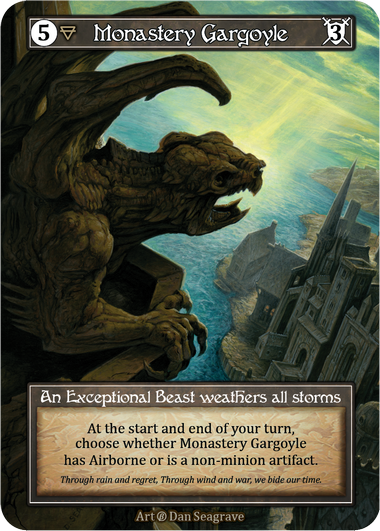 5 Monastery Gargoyle 3
An Exceptional Beast weathers all storms
At the start and end of your turn,
choose whether Monastery Gargoyle
has Airborne or is a non-minion artifact.
Through rain and regret, Through wind and war, we bide our time.
Art @ Dan Seagrave